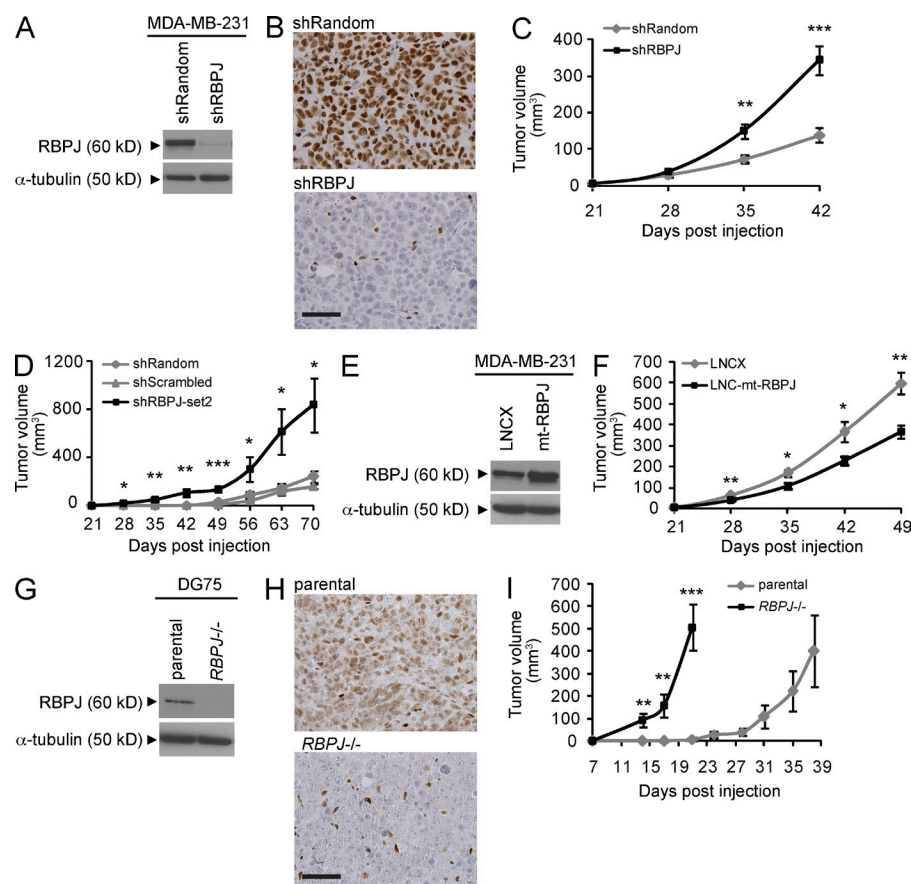 A
MDA-MB-231
shRandom
shRBPJ
RBPJ (60 kD)
α-tubulin (50 kD)
B
shRandom
shRBPJ
C
shRandom
shRBPJ
Tumor volume
(mm³)
400
300
200
100
0
**
***
21 28 35 42
Days post injection
D
shRandom
shScrambled
shRBPJ-set2
Tumor volume
(mm³)
1200
800
400
0
* ** ** *** * * *
21 28 35 42 49 56 63 70
Days post injection
E
MDA-MB-231
LNCX
mt-RBPJ
RBPJ (60 kD)
α-tubulin (50 kD)
F
LNCX
LNC-mt-RBPJ
Tumor volume
(mm³)
700
600
500
400
300
200
100
0
** * * **
21 28 35 42 49
Days post injection
G
DG75
parental
RBPJ-/-
RBPJ (60 kD)
α-tubulin (50 kD)
H
parental
RBPJ-/-
I
parental
RBPJ-/-
Tumor volume
(mm³)
700
600
500
400
300
200
100
0
** ** ***
7 11 15 19 23 27 31 35 39
Days post injection